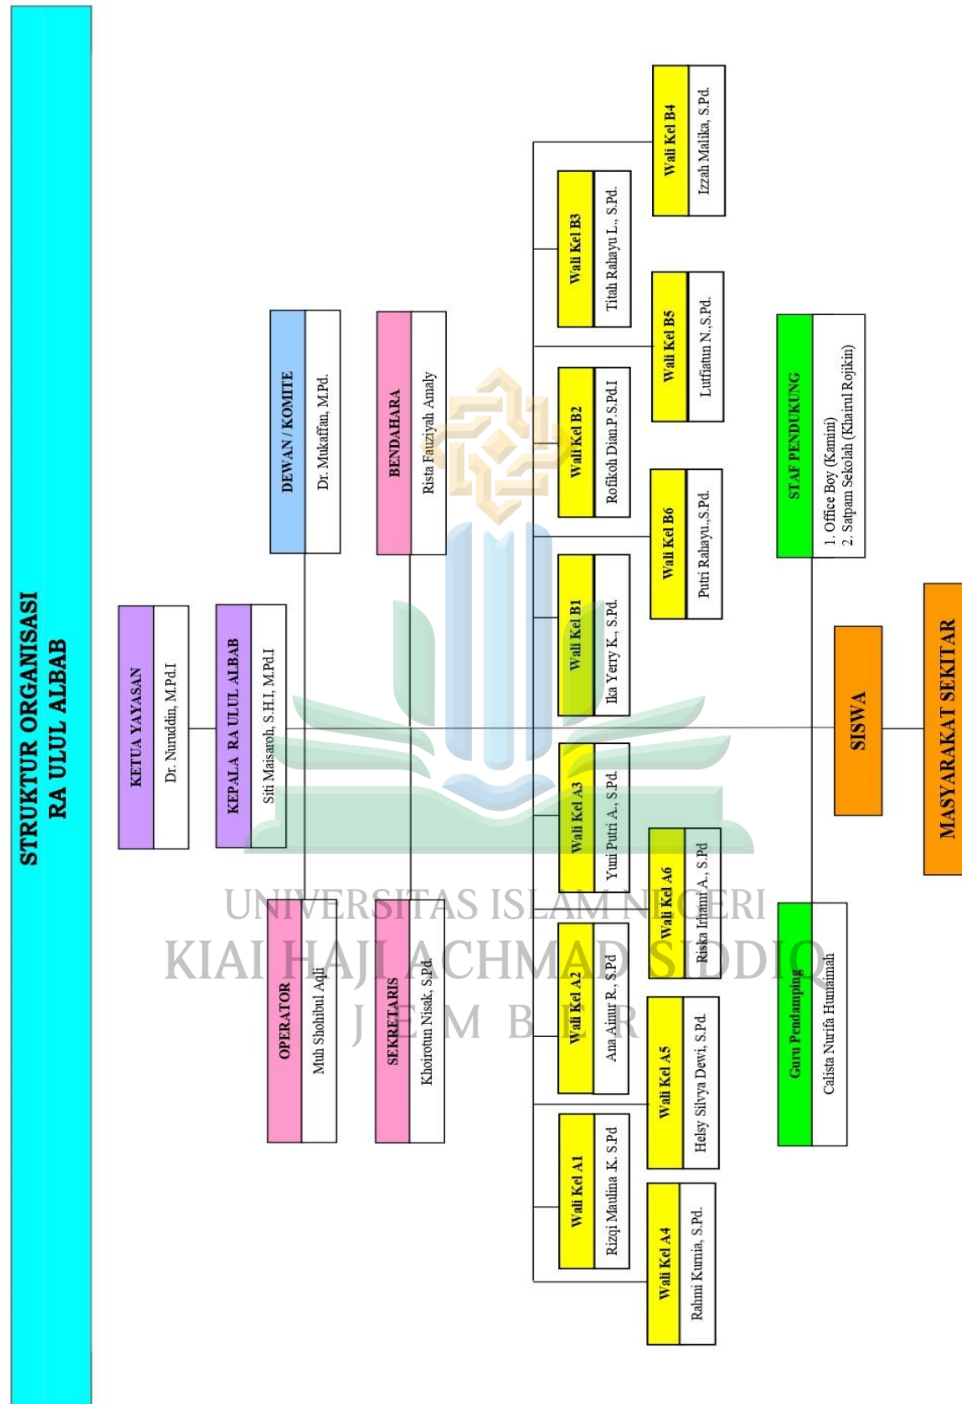 STRUKTUR ORGANISASI
RA ULUL ALBAB
KETUA YAYASAN
Dr. Nuruddin, M.Pd.I
KEPALA RA ULUL ALBAB
Siti Maisaroh, S.H.I, M.Pd.I
OPERATOR
Muh Shohibul Aqli
DEWAN / KOMITE
Dr. Mukaffan, M.Pd.
SEKRETARIS
Khoirotun Nisak, S.Pd.
BENDAHARA
Rista Fauziyah Amaly
Wali Kel A1
Rizqi Maulina .K. S.Pd
Wali Kel A2
Ana Ainur R., S.Pd
Wali Kel A3
Yuni Putri A., S.Pd.
Wali Kel B1
Ika Yerry K., S.Pd.
Wali Kel B2
Rofikoh Dian.P.S.Pd.I
Wali Kel B3
Titah Rahayu L., S.Pd.
Wali Kel A4
Rahmi Kurnia, S.Pd.
Wali Kel A5
Helsy Silvya Dewi, S.Pd.
Wali Kel A6
Riska Irhami A., S.Pd
Wali Kel B6
Putri Rahayu.,S.Pd.
Wali Kel B5
Lutfiatun N.,S.Pd.
Wali Kel B4
Izzah Malika, S.Pd.
Guru Pendamping
Calista Nurifa Humaimah
STAF PENDUKUNG
1. Office Boy (Kamini)
2. Satpam Sekolah (Khairul Rojikin)
SISWA
MASYARAKAT SEKITAR
UNIVERSITAS ISLAM NEGERI
KIAI HAJI ACHMAD SIDDIQ
JEMBER